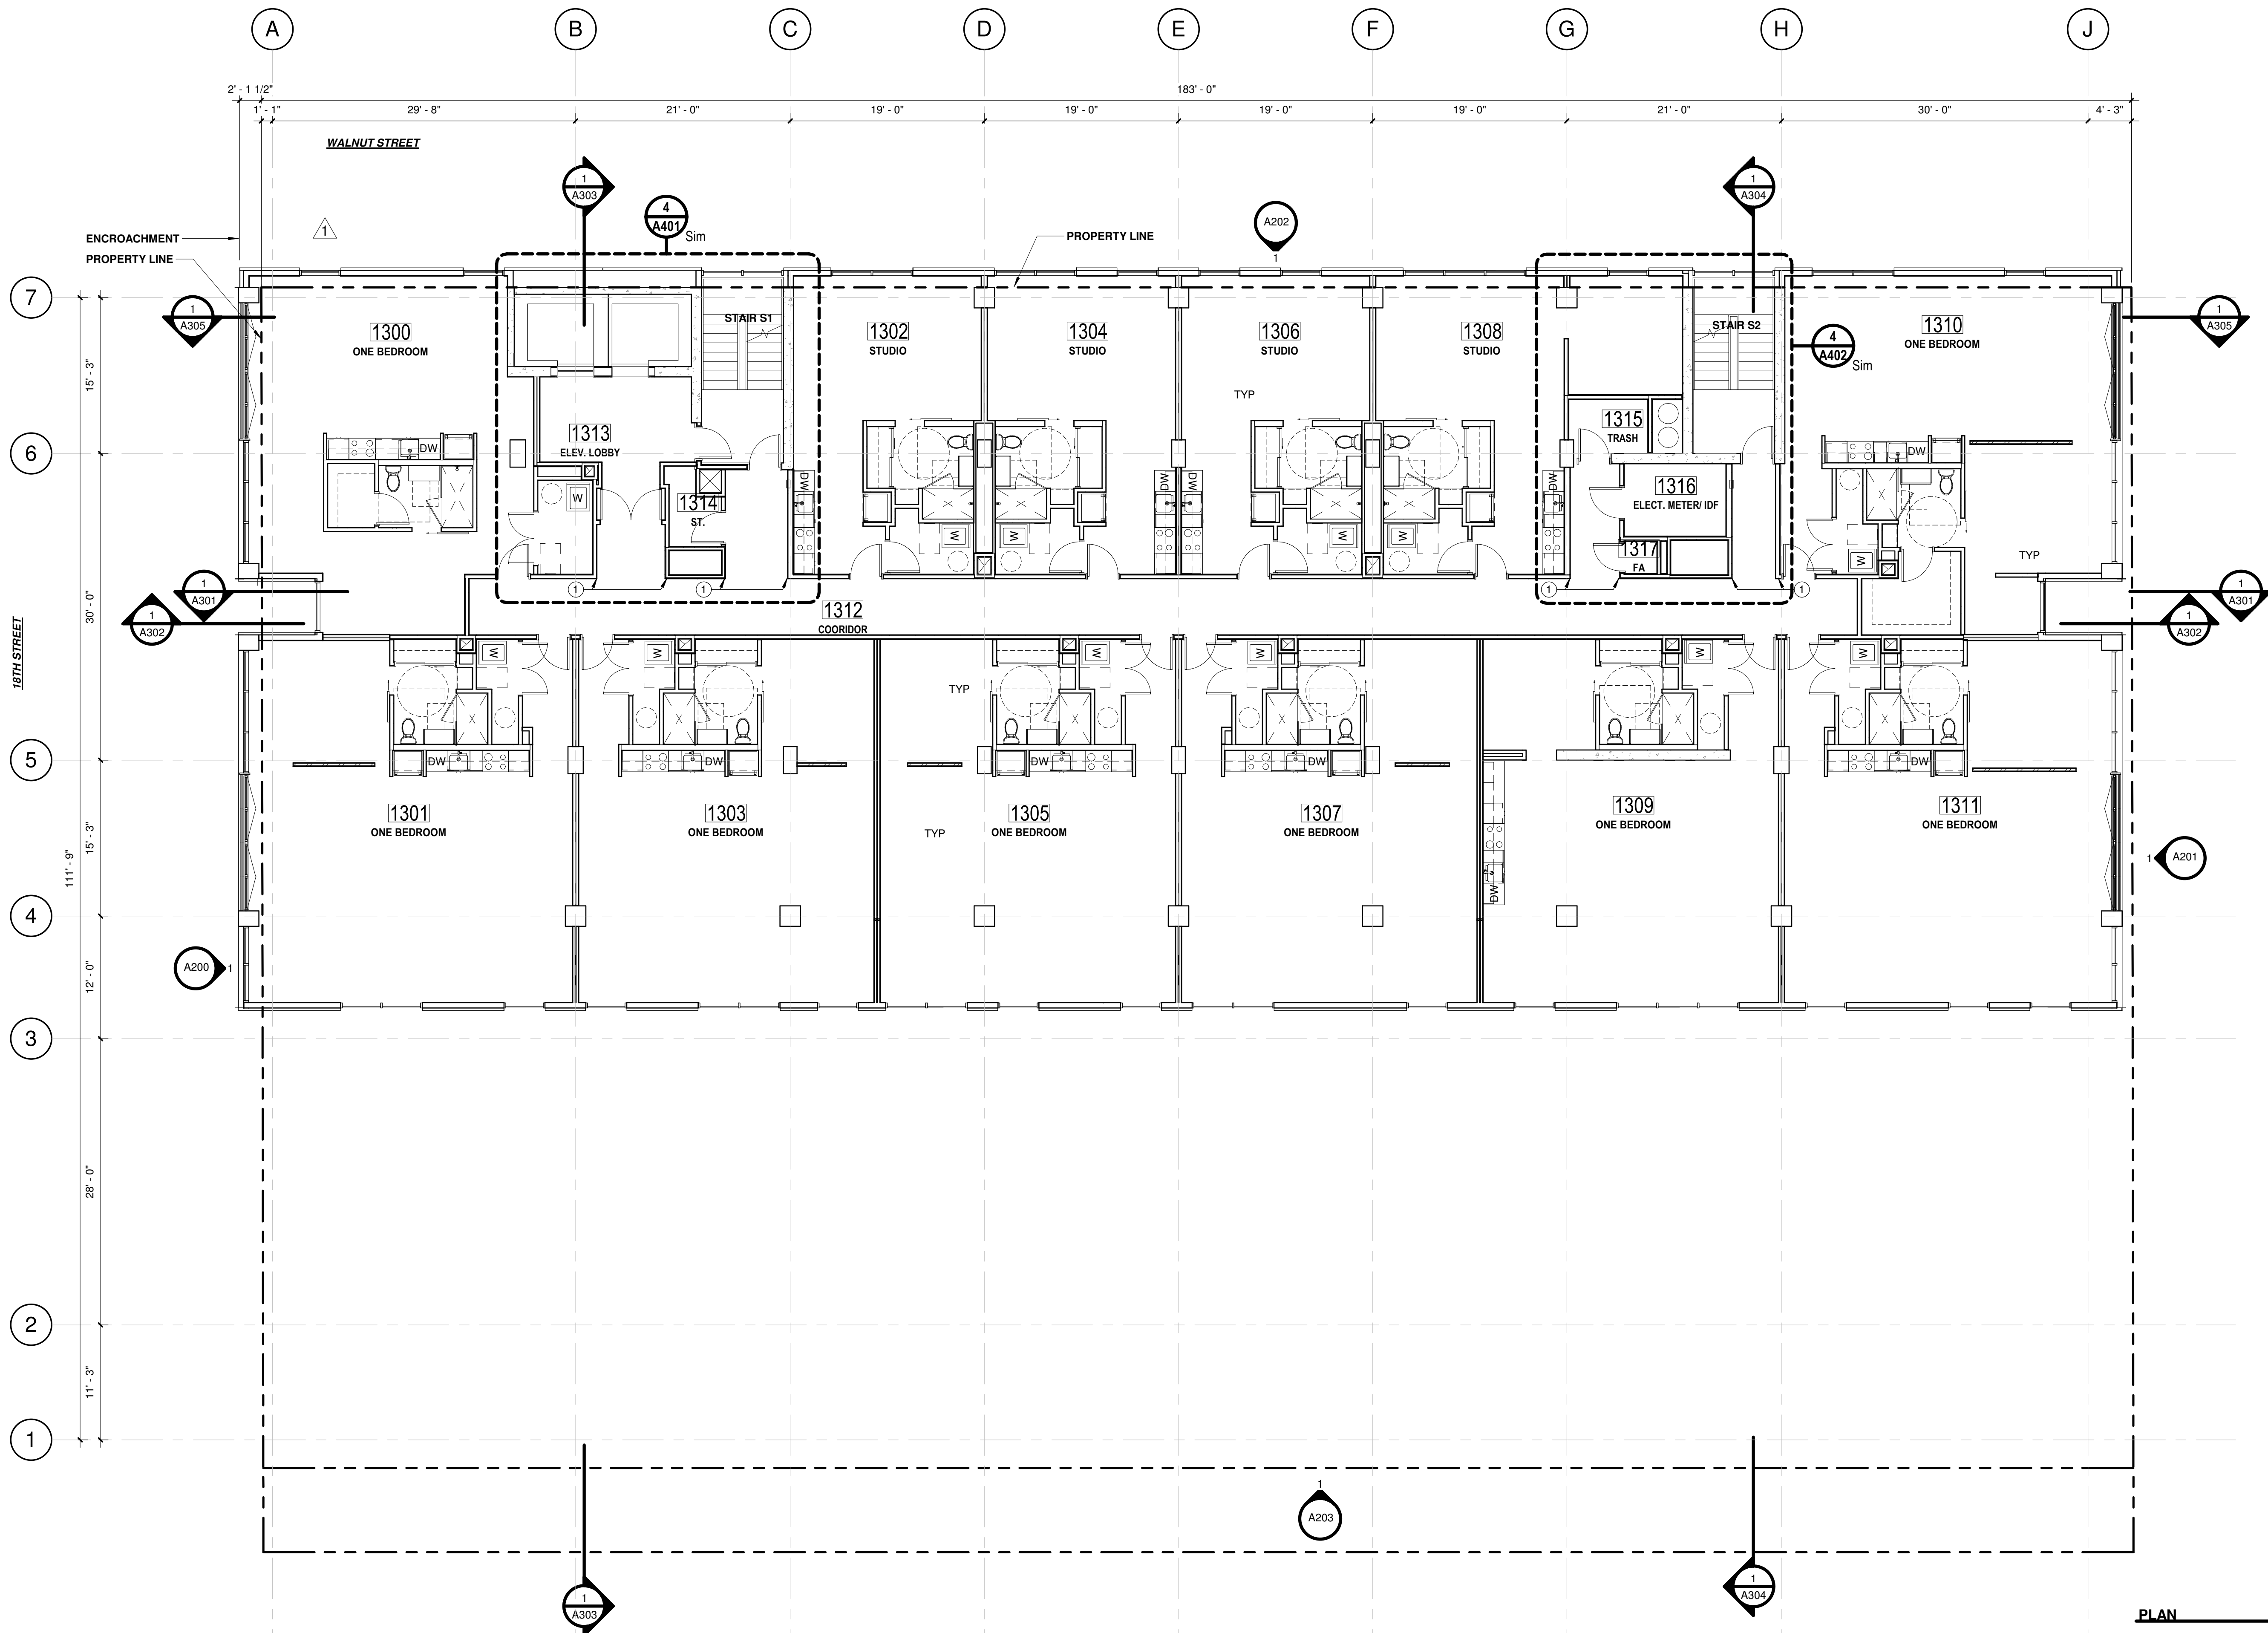 A B C D E F G H J
2' - 1 1/2" 183' - 0"
1' - 1" 29' - 8" 21' - 0" 19' - 0" 19' - 0" 19' - 0" 19' - 0" 21' - 0" 30' - 0" 4' - 3"
WALNUT STREET
1
A303
1
A304
4
A401
Sim
A202
1
1
ENCROACHMENT
PROPERTY LINE
PROPERTY LINE
7
1
A305
1
A305
STAIR S1
STAIR S2
1300
ONE BEDROOM
1302
STUDIO
1304
STUDIO
1306
STUDIO
1308
STUDIO
1310
ONE BEDROOM
4
A402
Sim
15' - 3"
TYP
1313
ELEV. LOBBY
1315
TRASH
6
DW
DW
W
1314
ST.
DW
DW
DW
DW
1316
ELECT. METER/ IDF
W
W
W
W
W
1317
FA
TYP
1
1
1
1
1
A301
1
A302
1
A301
1
A302
30' - 0"
1312
COORIDOR
18TH STREET
W
W
W
W
W
W
TYP
5
DW
DW
DW
DW
DW
1301
ONE BEDROOM
1303
ONE BEDROOM
1305
ONE BEDROOM
1307
ONE BEDROOM
1309
ONE BEDROOM
1311
ONE BEDROOM
TYP
15' - 3"
111' - 9"
1
A201
DW
4
A200
1
12' - 0"
3
28' - 0"
2
11' - 3"
1
1
A203
1
A303
1
A304
PLAN